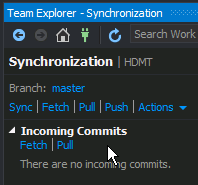 Team Explorer - Synchronization
Search Work
Synchronization | HDMT
Branch: master
Sync | Fetch | Pull | Push | Actions
Incoming Commits
Fetch | Pull
There are no incoming commits.